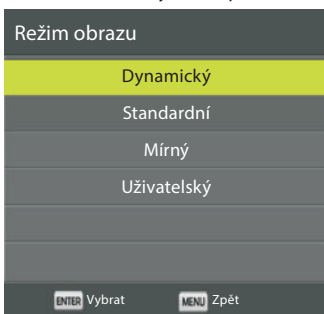 Režim obrazu
Dynamický
Standardní
Mírný
Uživatelský
ENTER Vybrat MENU Zpět